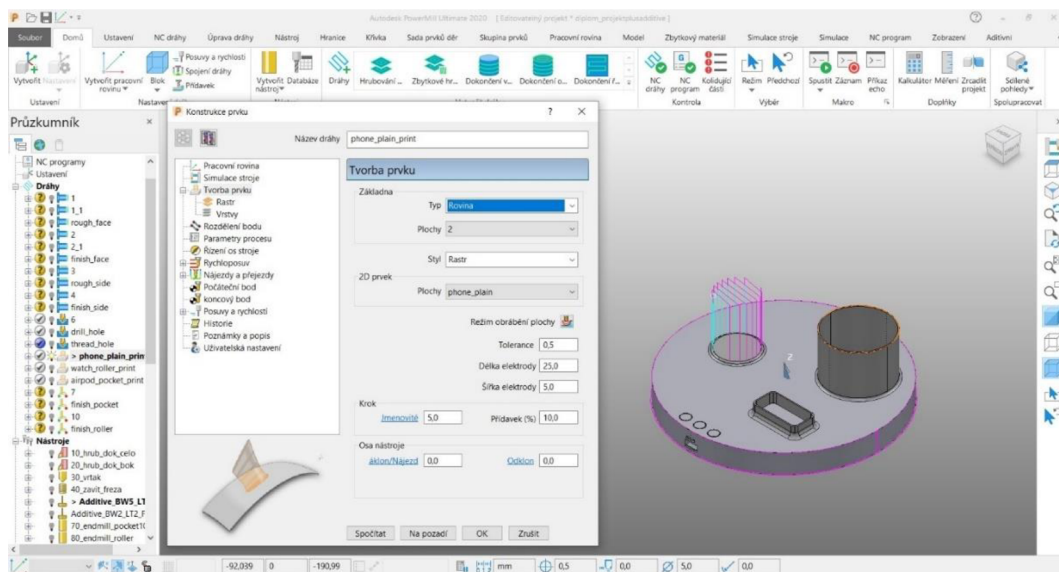 Autodesk PowerMill Ultimate 2020 [ Editovatelný projekt * diplom_projekrplusadditise ]
Soubor Domů Ustavení NC dráhy Úprava dráhy Nástroj Hranice Křivka Sada prvků děr Skupina prvků Pracovní rovina Model Zbytkový materiál Simulace stroje Simulace NC program Zobrazení Aditivní
Vytvořit Nastavení
Vytvořit pracovní rovinu
Blok
Posuvy a rychlosti
Spojení dráhy
Přídavek
Vytvořit nástroj
Databáze
Dráhy
Hrubování ...
Zbytkové hr...
Dokončení v...
Dokončení o...
Dokončení f...
NC dráhy
NC program
Kolidující části
Režim
Předchozí
Spustit
Záznam
Příkaz echo
Kalkulátor
Měření
Zrcadlit projekt
Sdílené pohledy
Ustavení
Kontrola
Výběr
Makro
Doplňky
Spolupracovat
Průzkumník
NC programy
Ustavení
Dráhy
1
1_1
rough_face
2
2_1
finish_face
3
rough_side
4
finish_side
6
drill_hole
thread_hole
> phone_plain_prin
watch_roller_print
airpod_pocket_print
7
finish_pocket
10
finish_roller
Nástroje
10_hrub_dok_celo
20_hrub_dok_bok
30_vrtak
40_zavit_freza
> Additive_BW5_LT
Additive_BW2_LT2_F
70_endmill_pocket10
80_endmill_roller
Konstrukce prvku
? X
Název dráhy phone_plain_print
Pracovní rovina
Simulace stroje
Tvorba prvku
Rastr
Vrstvy
Rozdělení bodu
Parametry procesu
Řízení os stroje
Rychloposuv
Nájezdy a přejezdy
Počáteční bod
koncový bod
Posuvy a rychlosti
Historie
Poznámky a popis
Uživatelská nastavení
Tvorba prvku
Základna
Typ Rovina
Plochy 2
Styl Rastr
2D prvek
Plochy phone_plain
Režim obrábění plochy
Tolerance 0,5
Délka elektrody 25,0
Šířka elektrody 5,0
Krok
Jmenovitě 5,0 Přídavek (%) 10,0
Osa nástroje
áklon/Nájezd 0,0 Odklon 0,0
Spočítat Na pozadí OK Zrušit
Z
-92,039 0 -190,99 mm 0,5 0,0 5,0 0,0